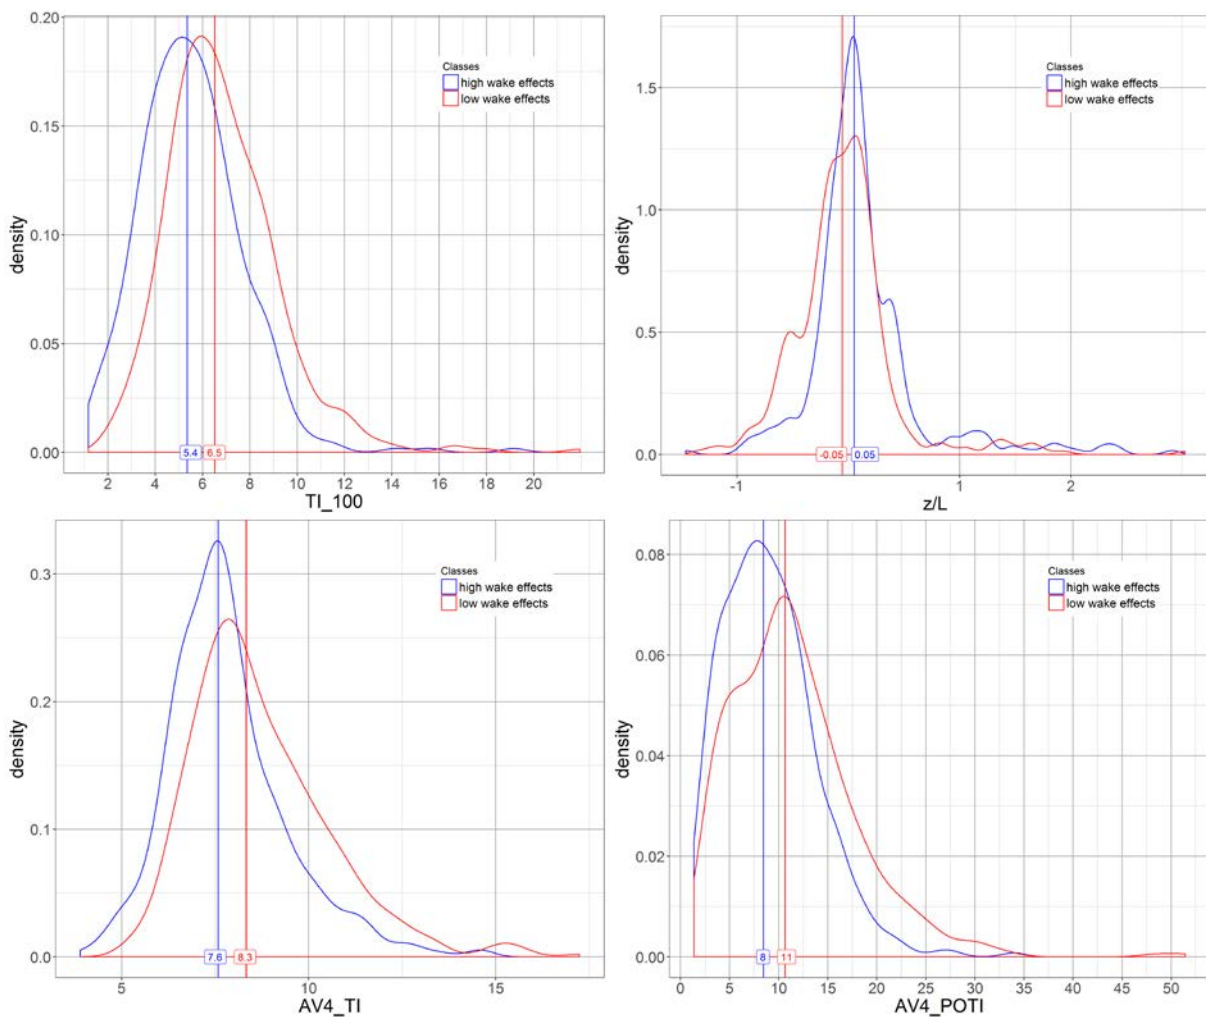 0.20
0.15
0.10
0.05
0.00
density
Classes
high wake effects
low wake effects
5.4
6.5
2 4 6 8 10 12 14 16 18 20
TI_100
1.5
1.0
0.5
0.0
density
Classes
high wake effects
low wake effects
-0.05
0.05
-1 1 2
z/L
0.3
0.2
0.1
0.0
density
Classes
high wake effects
low wake effects
7.6
8.3
5 10 15
AV4_TI
0.08
0.06
0.04
0.02
0.00
density
Classes
high wake effects
low wake effects
8
11
0 5 10 15 20 25 30 35 40 45 50
AV4_POTI